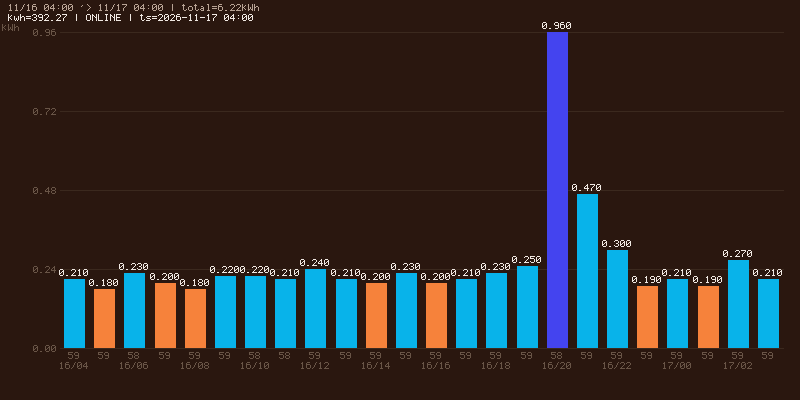 11/16 04:00 -> 11/17 04:00 | total=6.22kWh
kwh=392.27 | ONLINE | ts=2026-11-17 04:00
kWh
0.96
0.72
0.48
0.24
0.00
0.210 0.180 0.230 0.200 0.180 0.220 0.220 0.210 0.240 0.210 0.200 0.230 0.200 0.210 0.230 0.250 0.960 0.470 0.300 0.190 0.210 0.190 0.270 0.210
59 59 58 59 59 59 58 58 59 59 59 59 59 59 59 59 58 59 59 59 59 59 59 59
16/04 16/06 16/08 16/10 16/12 16/14 16/16 16/18 16/20 16/22 17/00 17/02